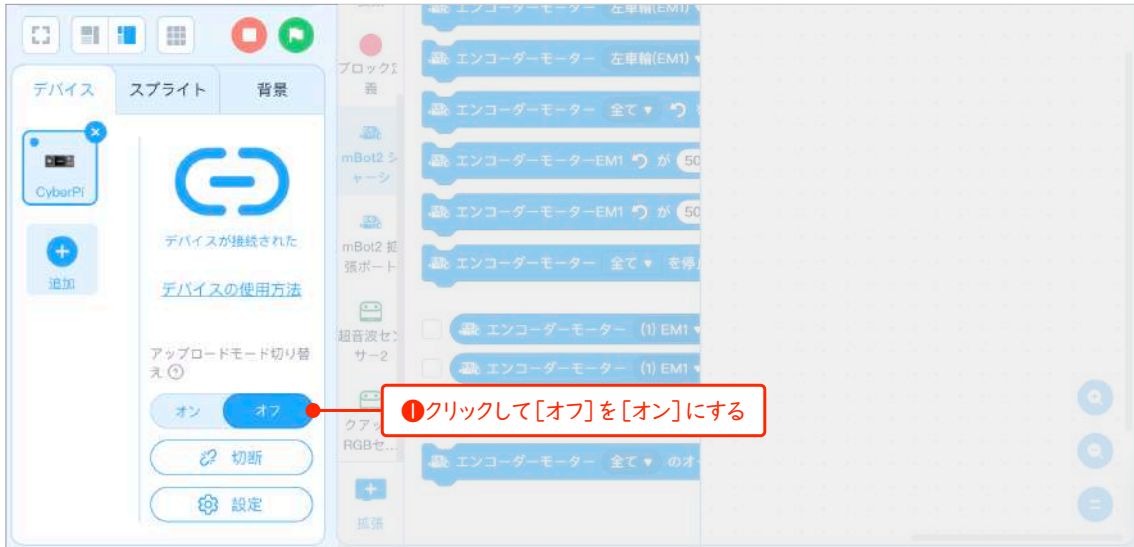 デバイス
スプライト
背景
CyberPi
追加
デバイスが接続された
デバイスの使用方法
アップロードモード切り替
え
オン
オフ
切断
設定
ブロック定
義
mBot2 シ
ャーシ
mBot2 拡
張ポート
超音波セン
サー2
クアッ
RGBセ...
拡張
エンコーダーモーター 左車輪(EM1)
エンコーダーモーター 左車輪(EM1)
エンコーダーモーター 全て
エンコーダーモーターEM1 が 50
エンコーダーモーターEM1 が 50
エンコーダーモーター 全て を停
エンコーダーモーター (1) EM1
エンコーダーモーター (1) EM1
❶クリックして[オフ]を[オン]にする
エンコーダーモーター 全て のオ